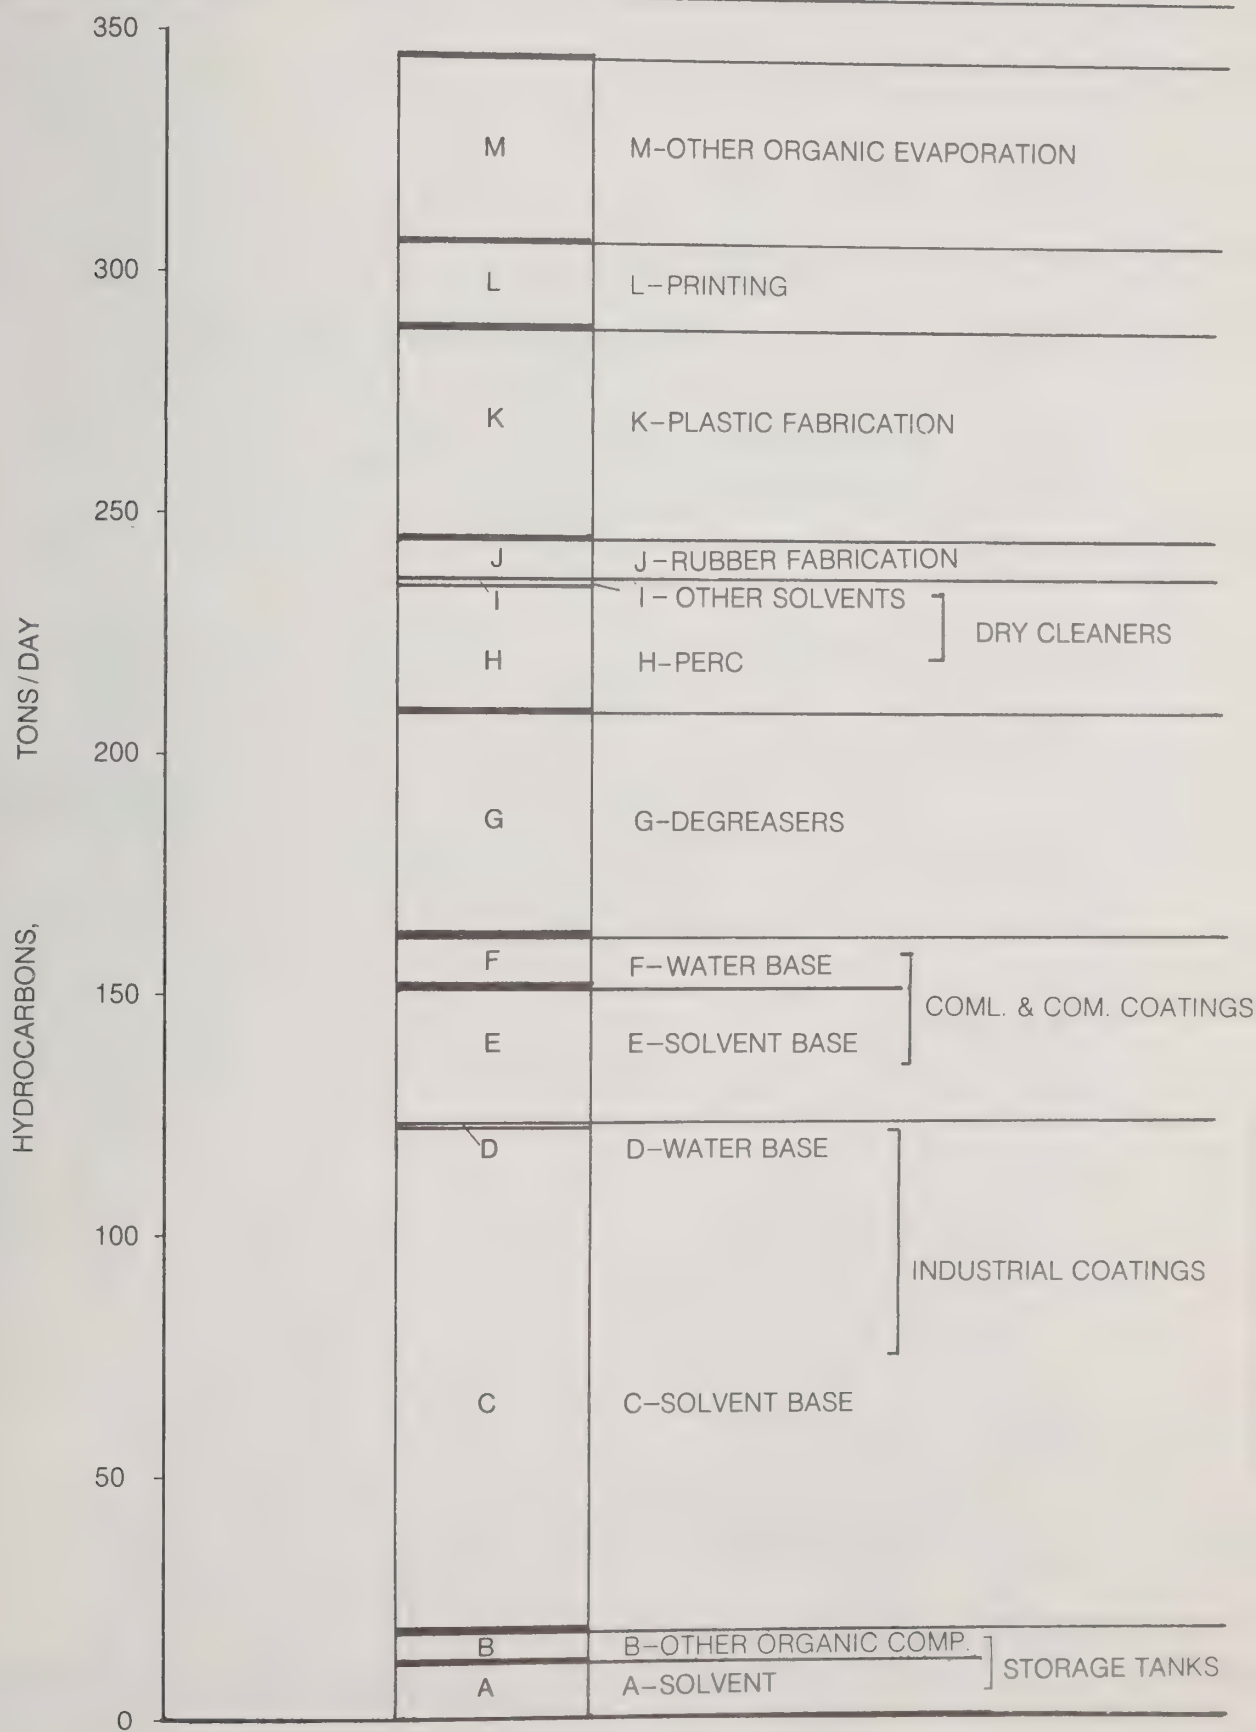 350
M
M-OTHER ORGANIC EVAPORATION
300
L
L-PRINTING
K
K-PLASTIC FABRICATION
250
J
J-RUBBER FABRICATION
I
I-OTHER SOLVENTS
DRY CLEANERS
H
H-PERC
HYDROCARBONS, TONS/DAY
200
G
G-DEGREASERS
F
F-WATER BASE
150
COML. & COM. COATINGS
E
E-SOLVENT BASE
D
D-WATER BASE
100
INDUSTRIAL COATINGS
C
C-SOLVENT BASE
50
B
B-OTHER ORGANIC COMP.
STORAGE TANKS
A
A-SOLVENT
0